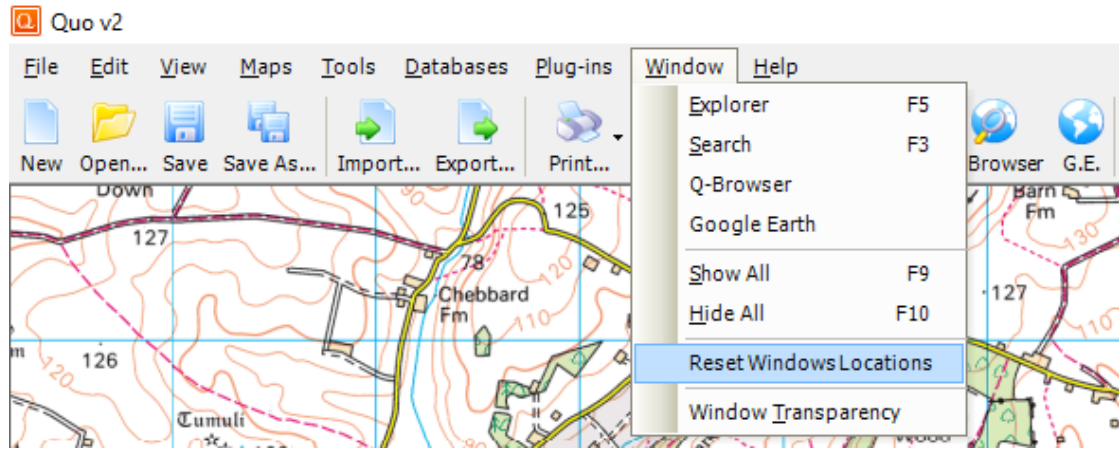 Quo v2
File Edit View Maps Tools Databases Plug-ins Window Help
New Open... Save Save As... Import... Export... Print... Browser G.E.
Explorer F5
Search F3
Q-Browser
Google Earth
Show All F9
Hide All F10
Reset Windows Locations
Window Transparency
Down
127
125
Barn
Fm
130
78
120
Chebbard
Fm
110
127
110
126
120
Tumuli